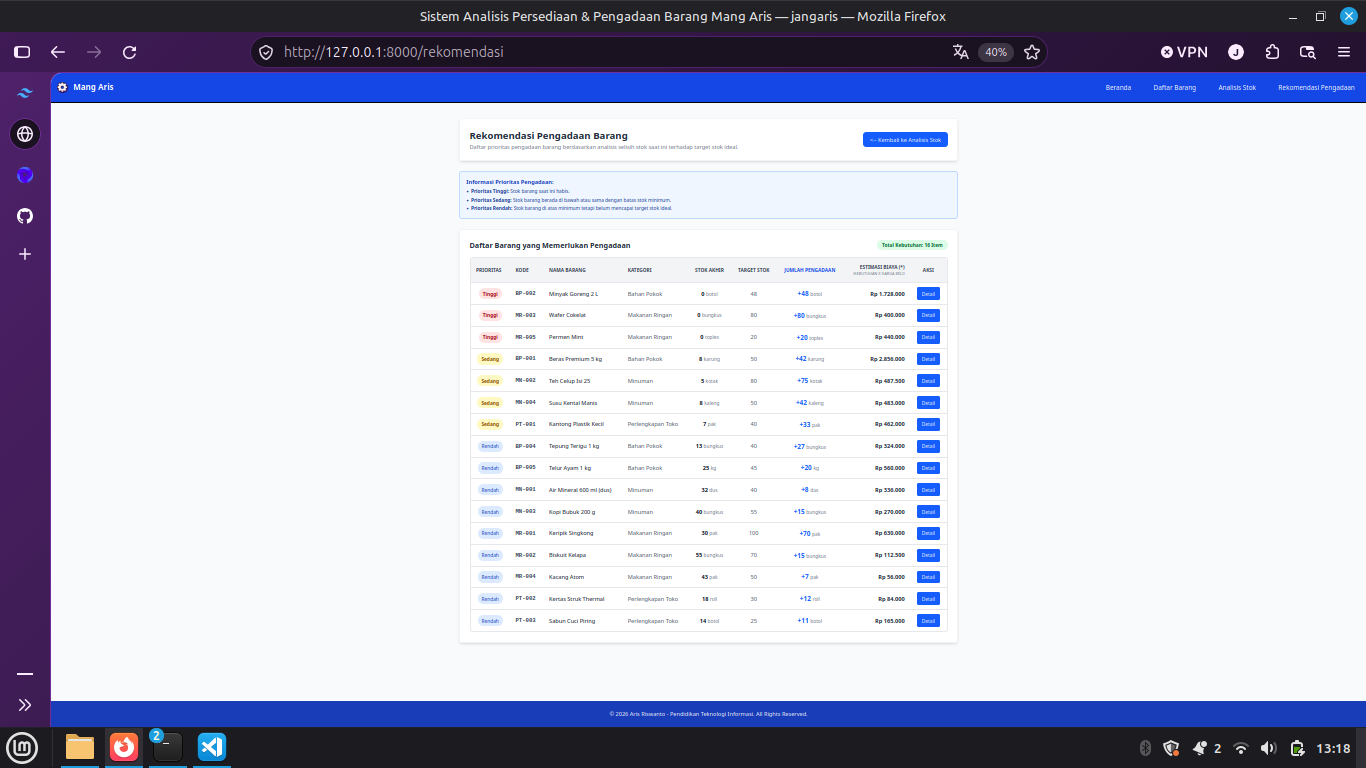 Sistem Analisis Persediaan & Pengadaan Barang Mang Aris — jangaris — Mozilla Firefox
http://127.0.0.1:8000/rekomendasi 40% VPN J
Mang Aris Beranda Daftar Barang Analisis Stok Rekomendasi Pengadaan
Rekomendasi Pengadaan Barang
Daftar prioritas pengadaan barang berdasarkan analisis selisih stok saat ini terhadap target stok ideal.
<-- Kembali ke Analisis Stok
Informasi Prioritas Pengadaan:
• Prioritas Tinggi: Stok barang saat ini habis.
• Prioritas Sedang: Stok barang berada di bawah atau sama dengan batas stok minimum.
• Prioritas Rendah: Stok barang di atas minimum tetapi belum mencapai target stok ideal.
Daftar Barang yang Memerlukan Pengadaan Total Kebutuhan: 16 Item
PRIORITAS KODE NAMA BARANG KATEGORI STOK AKHIR TARGET STOK JUMLAH PENGADAAN ESTIMASI BIAYA (*) AKSI
Tinggi BP-002 Minyak Goreng 2 L Bahan Pokok 0 botol 48 +48 botol Rp 1.728.000 Detail
Tinggi MR-003 Wafer Cokelat Makanan Ringan 0 bungkus 80 +80 bungkus Rp 400.000 Detail
Tinggi MR-005 Permen Mint Makanan Ringan 0 toples 20 +20 toples Rp 440.000 Detail
Sedang BP-001 Beras Premium 5 kg Bahan Pokok 8 karung 50 +42 karung Rp 2.856.000 Detail
Sedang MN-002 Teh Celup Isi 25 Minuman 5 kotak 80 +75 kotak Rp 487.500 Detail
Sedang MN-004 Susu Kental Manis Minuman 8 kaleng 50 +42 kaleng Rp 483.000 Detail
Sedang PT-001 Kantong Plastik Kecil Perlengkapan Toko 7 pak 40 +33 pak Rp 462.000 Detail
Rendah BP-004 Tepung Terigu 1 kg Bahan Pokok 13 bungkus 40 +27 bungkus Rp 324.000 Detail
Rendah BP-005 Telur Ayam 1 kg Bahan Pokok 25 kg 45 +20 kg Rp 560.000 Detail
Rendah MN-001 Air Mineral 600 ml (dus) Minuman 32 dus 40 +8 dus Rp 336.000 Detail
Rendah MN-003 Kopi Bubuk 200 g Minuman 40 bungkus 55 +15 bungkus Rp 270.000 Detail
Rendah MR-001 Keripik Singkong Makanan Ringan 30 pak 100 +70 pak Rp 630.000 Detail
Rendah MR-002 Biskuit Kelapa Makanan Ringan 55 bungkus 70 +15 bungkus Rp 112.500 Detail
Rendah MR-004 Kacang Atom Makanan Ringan 43 pak 50 +7 pak Rp 56.000 Detail
Rendah PT-002 Kertas Struk Thermal Perlengkapan Toko 18 roll 30 +12 roll Rp 84.000 Detail
Rendah PT-003 Sabun Cuci Piring Perlengkapan Toko 14 botol 25 +11 botol Rp 165.000 Detail
© 2026 Aris Riswanto - Pendidikan Teknologi Informasi. All Rights Reserved.
2 2 13:18